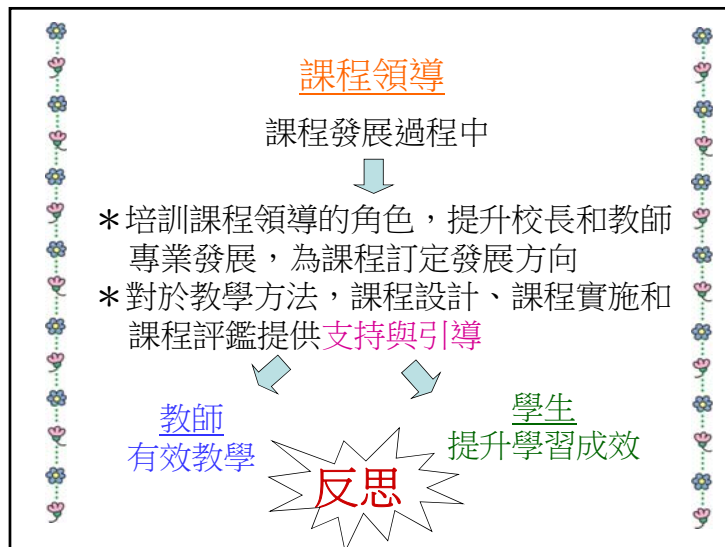 課程領導
課程發展過程中
＊培訓課程領導的角色，提升校長和教師
專業發展，為課程訂定發展方向
＊對於教學方法，課程設計、課程實施和
課程評鑑提供支持與引導
教師
有效教學
學生
提升學習成效
反思